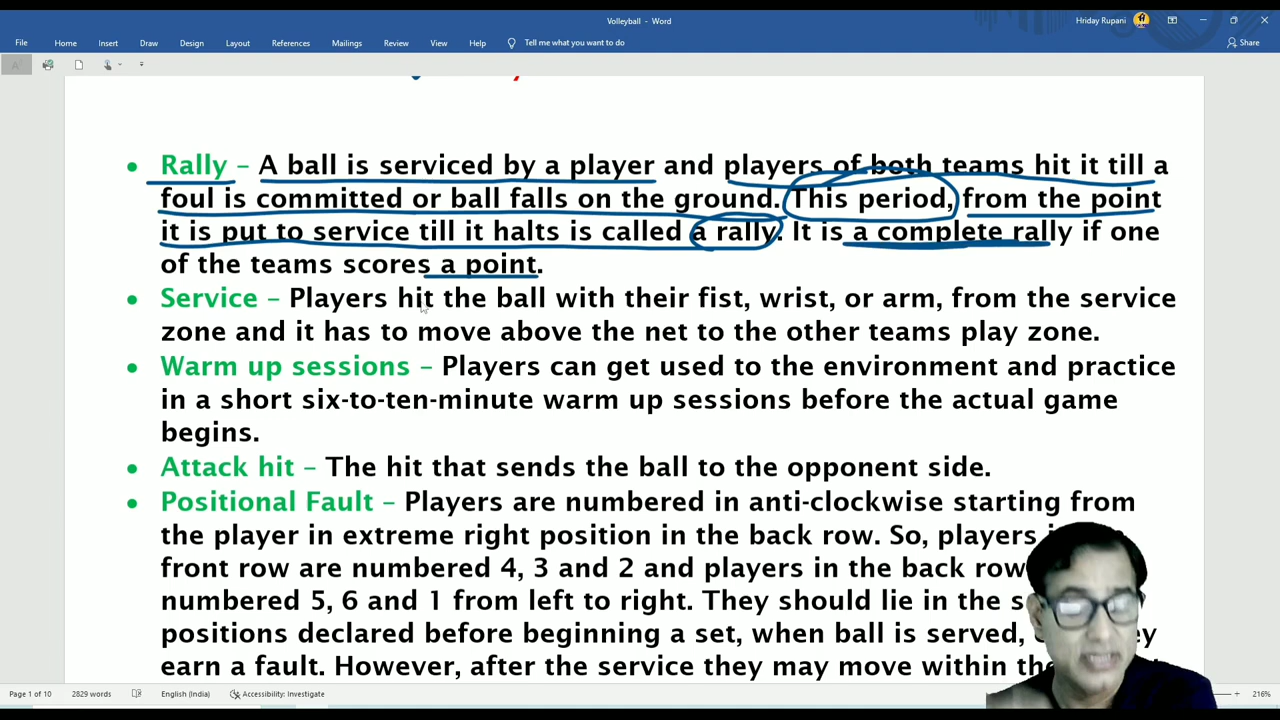 Volleyball - Word
Hriday Rupani
File Home Insert Draw Design Layout References Mailings Review View Help Tell me what you want to do
Share
• Rally – A ball is serviced by a player and players of both teams hit it till a
foul is committed or ball falls on the ground. This period, from the point
it is put to service till it halts is called a rally. It is a complete rally if one
of the teams scores a point.
• Service – Players hit the ball with their fist, wrist, or arm, from the service
zone and it has to move above the net to the other teams play zone.
• Warm up sessions – Players can get used to the environment and practice
in a short six-to-ten-minute warm up sessions before the actual game
begins.
• Attack hit – The hit that sends the ball to the opponent side.
• Positional Fault – Players are numbered in anti-clockwise starting from
the player in extreme right position in the back row. So, players
front row are numbered 4, 3 and 2 and players in the back row
numbered 5, 6 and 1 from left to right. They should lie in the
positions declared before beginning a set, when ball is served,
earn a fault. However, after the service they may move within
Page 1 of 10 2829 words English (India) Accessibility: Investigate 216%